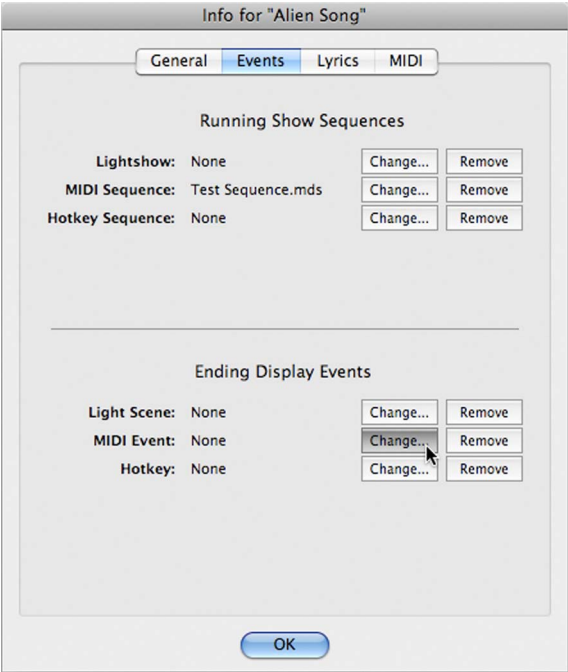 Info for "Alien Song"
General Events Lyrics MIDI
Running Show Sequences
Lightshow: None Change... Remove
MIDI Sequence: Test Sequence.mds Change... Remove
Hotkey Sequence: None Change... Remove
Ending Display Events
Light Scene: None Change... Remove
MIDI Event: None Change... Remove
Hotkey: None Change... Remove
OK